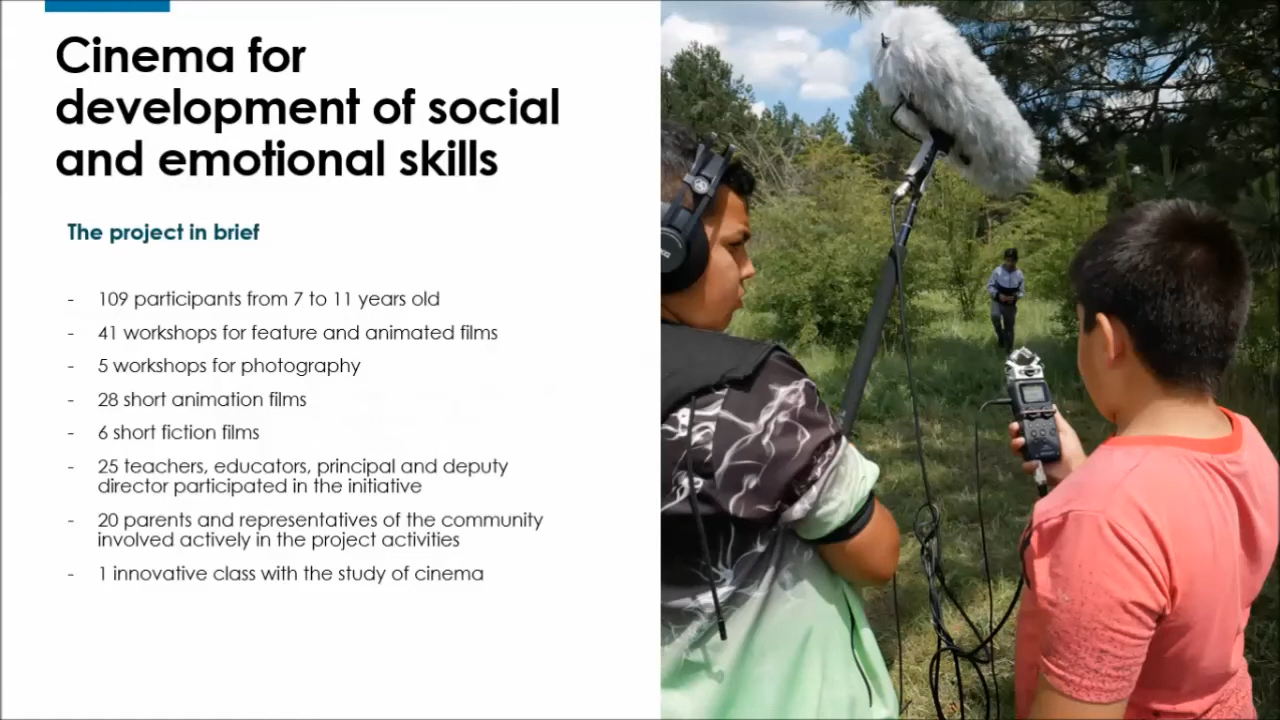 Cinema for
development of social
and emotional skills
The project in brief
- 109 participants from 7 to 11 years old
- 41 workshops for feature and animated films
- 5 workshops for photography
- 28 short animation films
- 6 short fiction films
- 25 teachers, educators, principal and deputy
director participated in the initiative
- 20 parents and representatives of the community
involved actively in the project activities
- 1 innovative class with the study of cinema